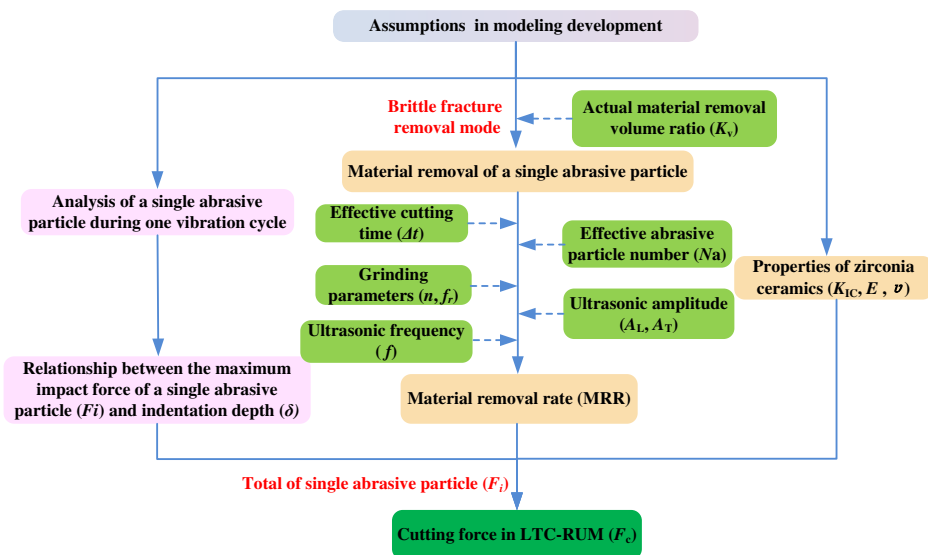 Assumptions in modeling development
Brittle fracture
removal mode
Actual material removal
volume ratio (Kv)
Material removal of a single abrasive particle
Analysis of a single abrasive
particle during one vibration cycle
Effective cutting
time (Δt)
Effective abrasive
particle number (Na)
Grinding
parameters (n, fr)
Properties of zirconia
ceramics (KIC, E , υ)
Ultrasonic amplitude
(AL, AT)
Ultrasonic frequency
(f)
Relationship between the maximum
impact force of a single abrasive
particle (Fi) and indentation depth (δ)
Material removal rate (MRR)
Total of single abrasive particle (Fi)
Cutting force in LTC-RUM (Fc)